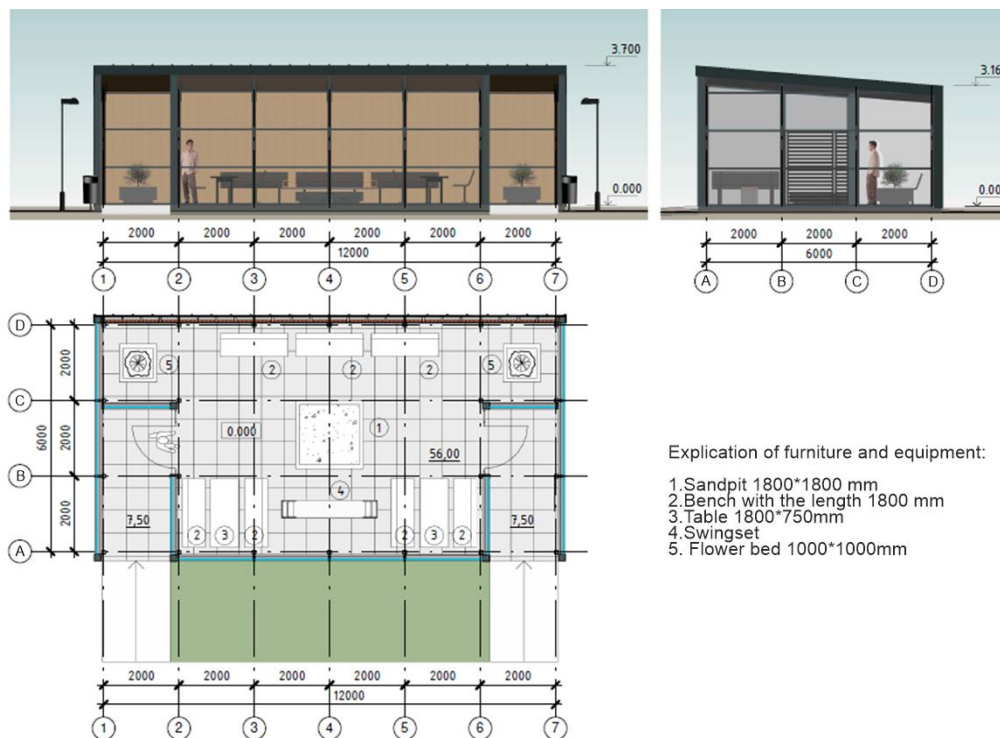 3.700
0.000
2000 2000 2000 2000 2000 2000
12000
1 2 3 4 5 6 7
3.16
0.00
2000 2000 2000
6000
A B C D
D
C
B
A
2000
2000
2000
6000
5
2
2
2
5
0.000
1
56,00
4
7,50
2
3
2
2
3
2
7,50
2000 2000 2000 2000 2000 2000
12000
1 2 3 4 5 6 7
Explication of furniture and equipment:
1.Sandpit 1800*1800 mm
2.Bench with the length 1800 mm
3.Table 1800*750mm
4.Swingset
5. Flower bed 1000*1000mm